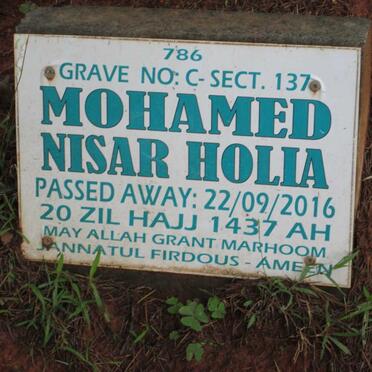 786
GRAVE NO: C- SECT. 137
MOHAMED
NISAR HOLIA
PASSED AWAY: 22/09/2016
20 ZIL HAJJ 1437 AH
MAY ALLAH GRANT MARHOOM
JANNATUL FIRDOUS - AMEEN